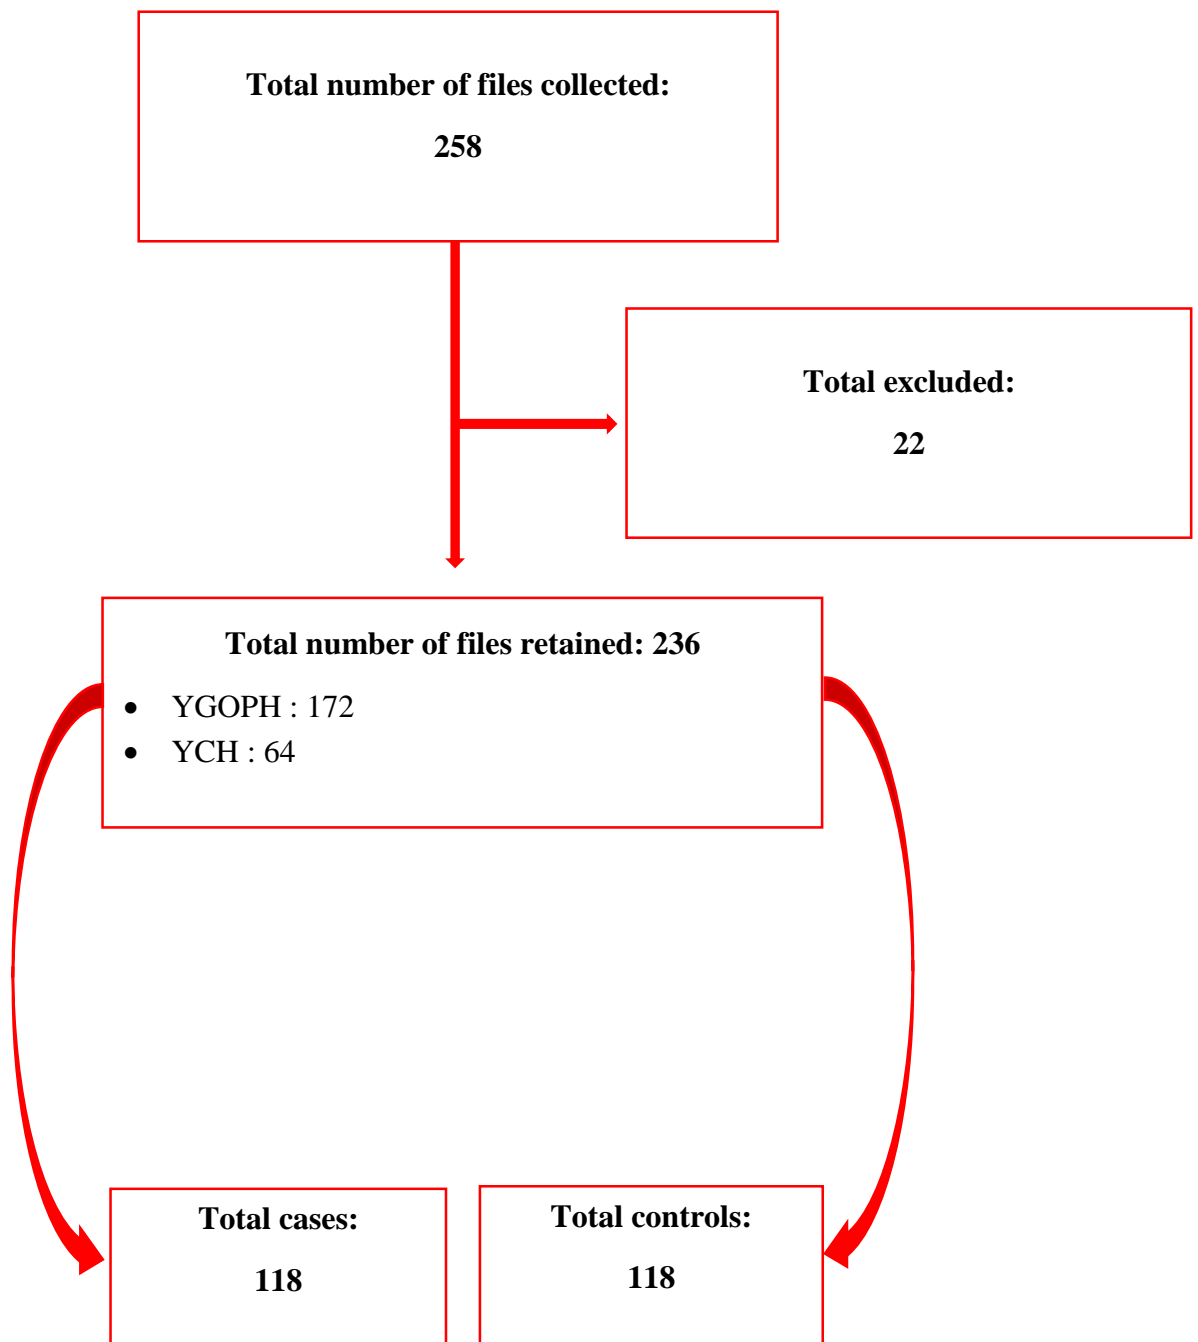 Total number of files collected:
258
Total excluded:
22
Total number of files retained: 236
• YGOPH : 172
• YCH : 64
Total cases:
118
Total controls:
118